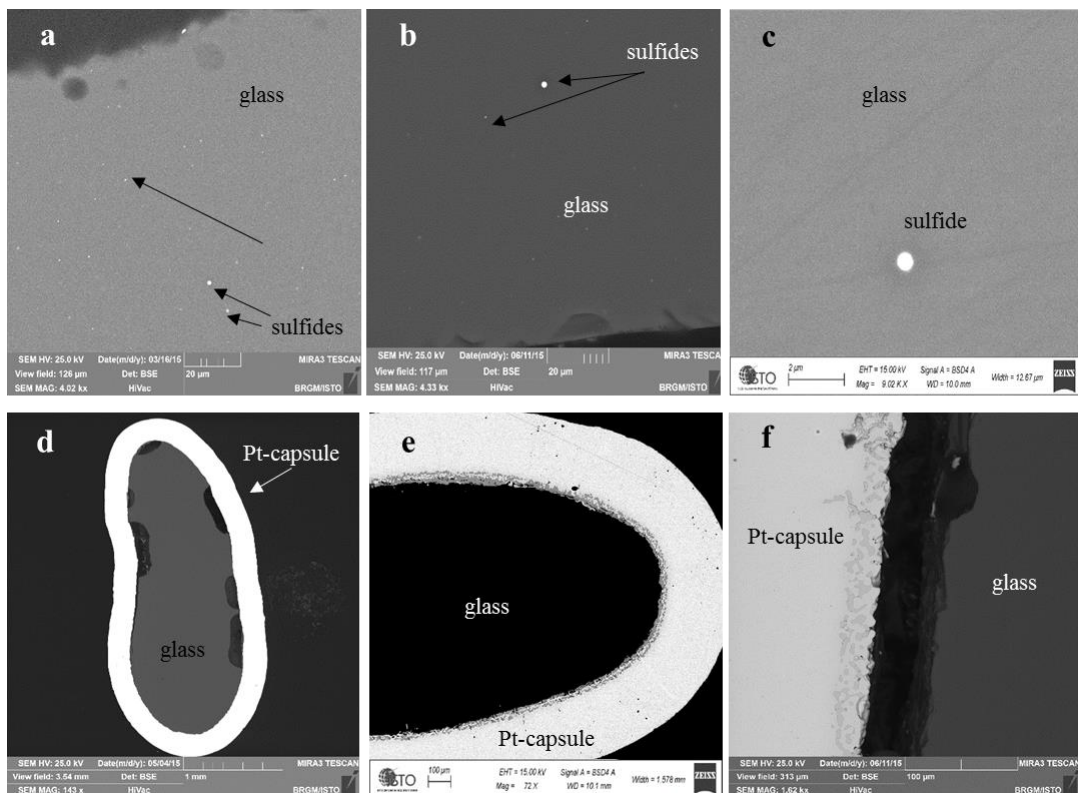 a
glass
sulfides
SEM HV: 25.0 kV Date(m/d/y): 03/16/15 MIRA3 TESCAN
View field: 126 µm Det: BSE 20 µm
SEM MAG: 4.02 kx HiVac BRGM/ISTO
b
sulfides
glass
SEM HV: 25.0 kV Date(m/d/y): 06/11/15 MIRA3 TESCAN
View field: 117 µm Det: BSE 20 µm
SEM MAG: 4.33 kx HiVac BRGM/ISTO
c
glass
sulfide
ISTO 2 µm EHT = 15.00 kV Signal A = BSD4 A Width = 12.67 µm ZEISS
Mag = 9.02 K X WD = 10.0 mm
d
Pt-capsule
glass
SEM HV: 25.0 kV Date(m/d/y): 05/04/15 MIRA3 TESCAN
View field: 3.54 mm Det: BSE 1 mm
SEM MAG: 143 x HiVac BRGM/ISTO
e
glass
Pt-capsule
ISTO 100 µm EHT = 15.00 kV Signal A = BSD4 A Width = 1.578 mm ZEISS
Mag = 72 X WD = 10.1 mm
f
Pt-capsule
glass
SEM HV: 25.0 kV Date(m/d/y): 06/11/15 MIRA3 TESCAN
View field: 313 µm Det: BSE 100 µm
SEM MAG: 1.62 kx HiVac BRGM/ISTO